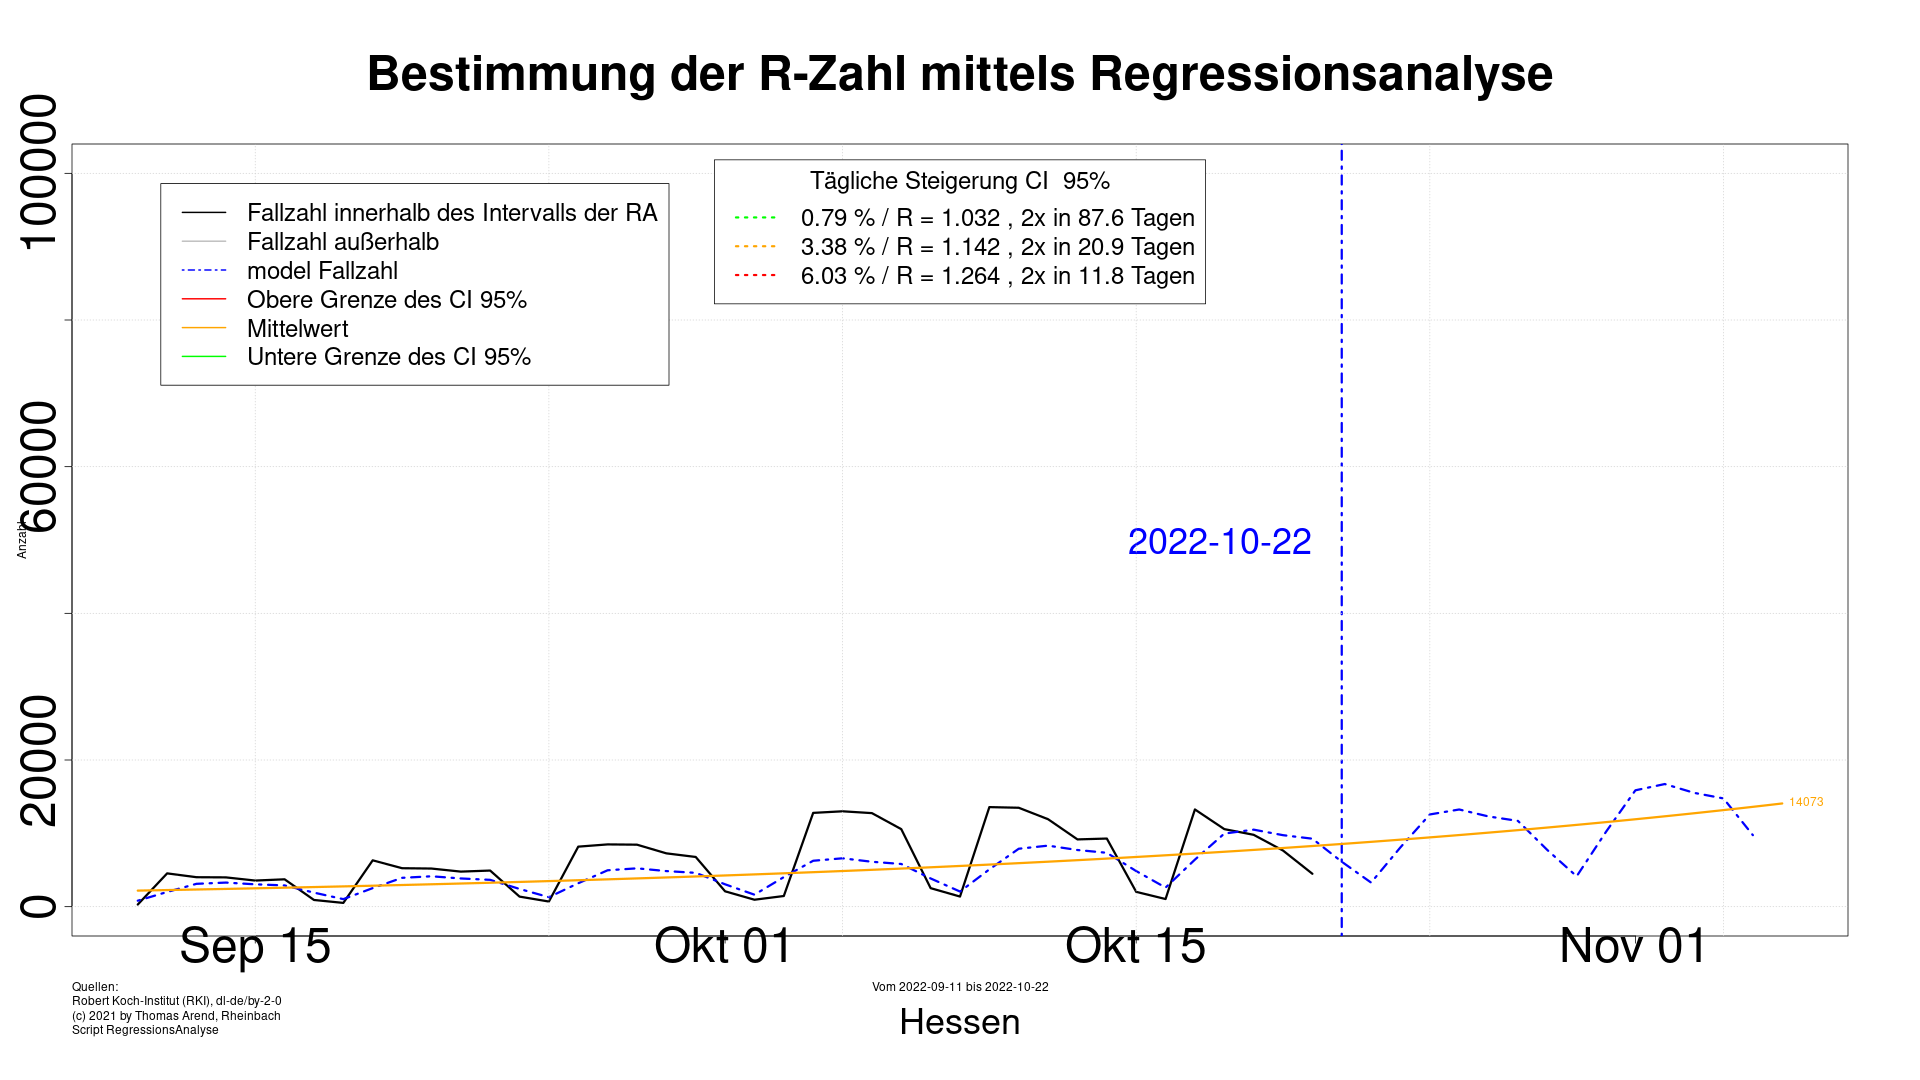 Bestimmung der R-Zahl mittels Regressionsanalyse
100000
60000
20000
0
Anzahl
Fallzahl innerhalb des Intervalls der RA
Fallzahl außerhalb
model Fallzahl
Obere Grenze des CI 95%
Mittelwert
Untere Grenze des CI 95%
Tägliche Steigerung CI  95%
0.79 % / R = 1.032 , 2x in 87.6 Tagen
3.38 % / R = 1.142 , 2x in 20.9 Tagen
6.03 % / R = 1.264 , 2x in 11.8 Tagen
2022-10-22
14073
Sep 15
Okt 01
Okt 15
Nov 01
Quellen:
Robert Koch-Institut (RKI), dl-de/by-2-0
(c) 2021 by Thomas Arend, Rheinbach
Script RegressionsAnalyse
Vom 2022-09-11 bis 2022-10-22
Hessen